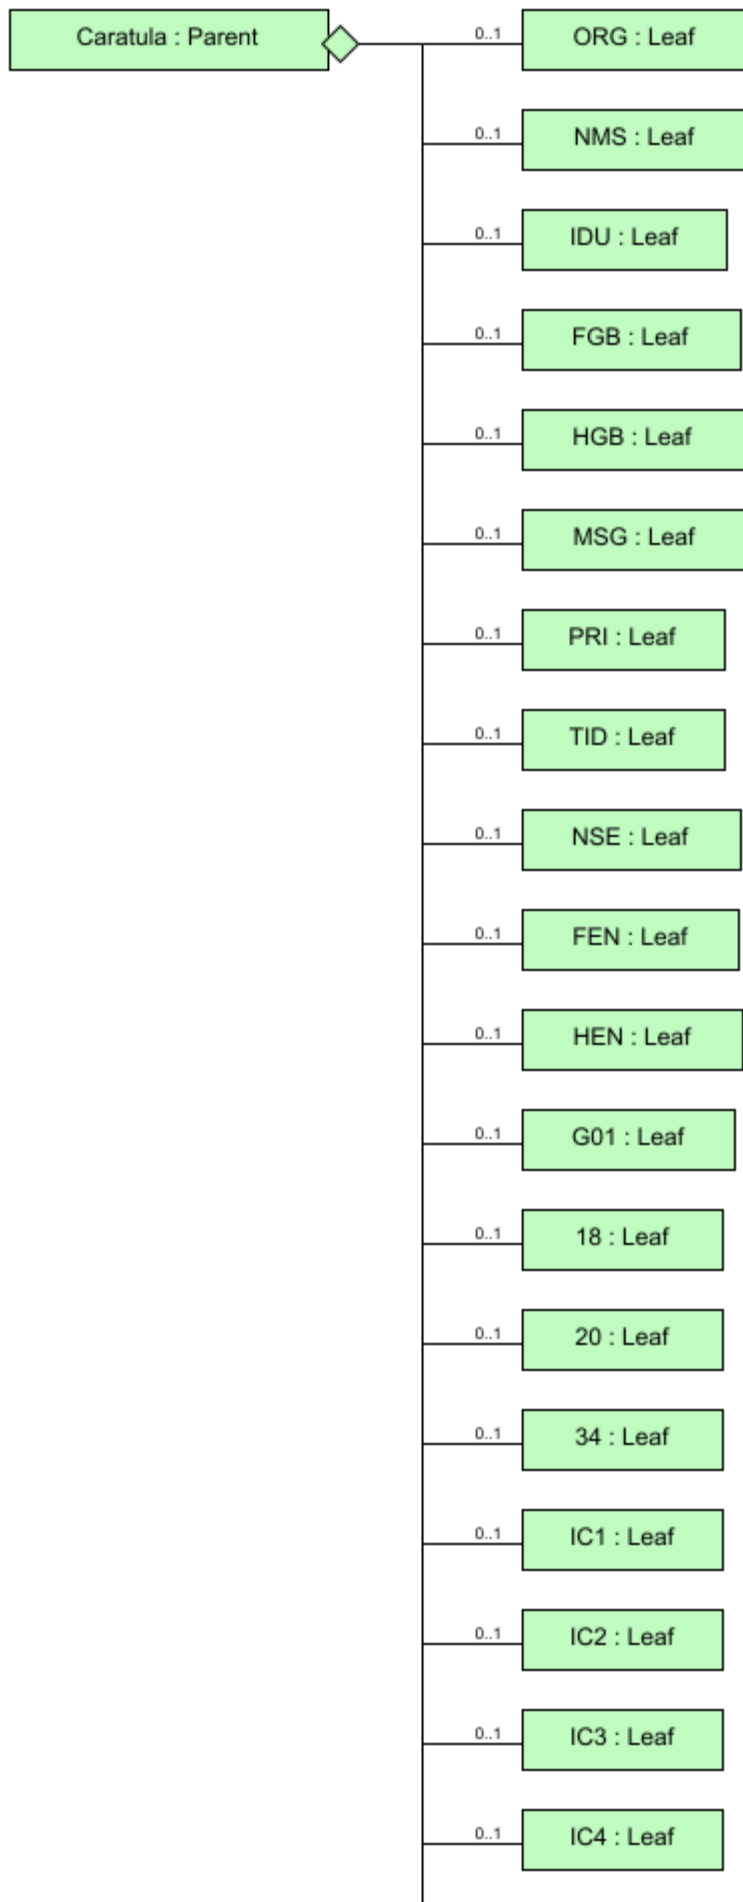 Caratula : Parent
0..1
ORG : Leaf
0..1
NMS : Leaf
0..1
IDU : Leaf
0..1
FGB : Leaf
0..1
HGB : Leaf
0..1
MSG : Leaf
0..1
PRI : Leaf
0..1
TID : Leaf
0..1
NSE : Leaf
0..1
FEN : Leaf
0..1
HEN : Leaf
0..1
G01 : Leaf
0..1
18 : Leaf
0..1
20 : Leaf
0..1
34 : Leaf
0..1
IC1 : Leaf
0..1
IC2 : Leaf
0..1
IC3 : Leaf
0..1
IC4 : Leaf